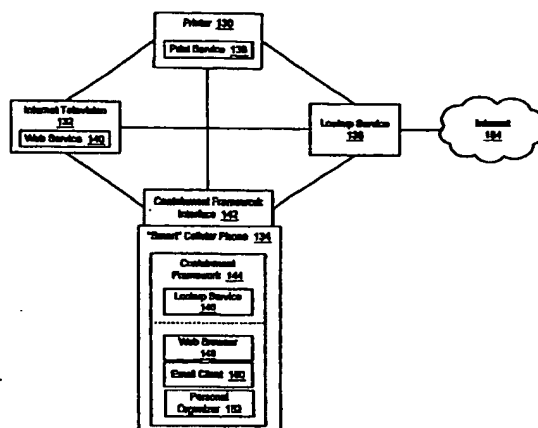 Printer 130
Print Service 138
Internet Television
132
Web Service 140
Lookup Service
136
Internet
184
Containment Framework
Interface 142
"Smart" Cellular Phone 134
Containment
Framework 144
Lookup Service
146
Web Browser
148
Email Client 150
Personal
Organizer 152